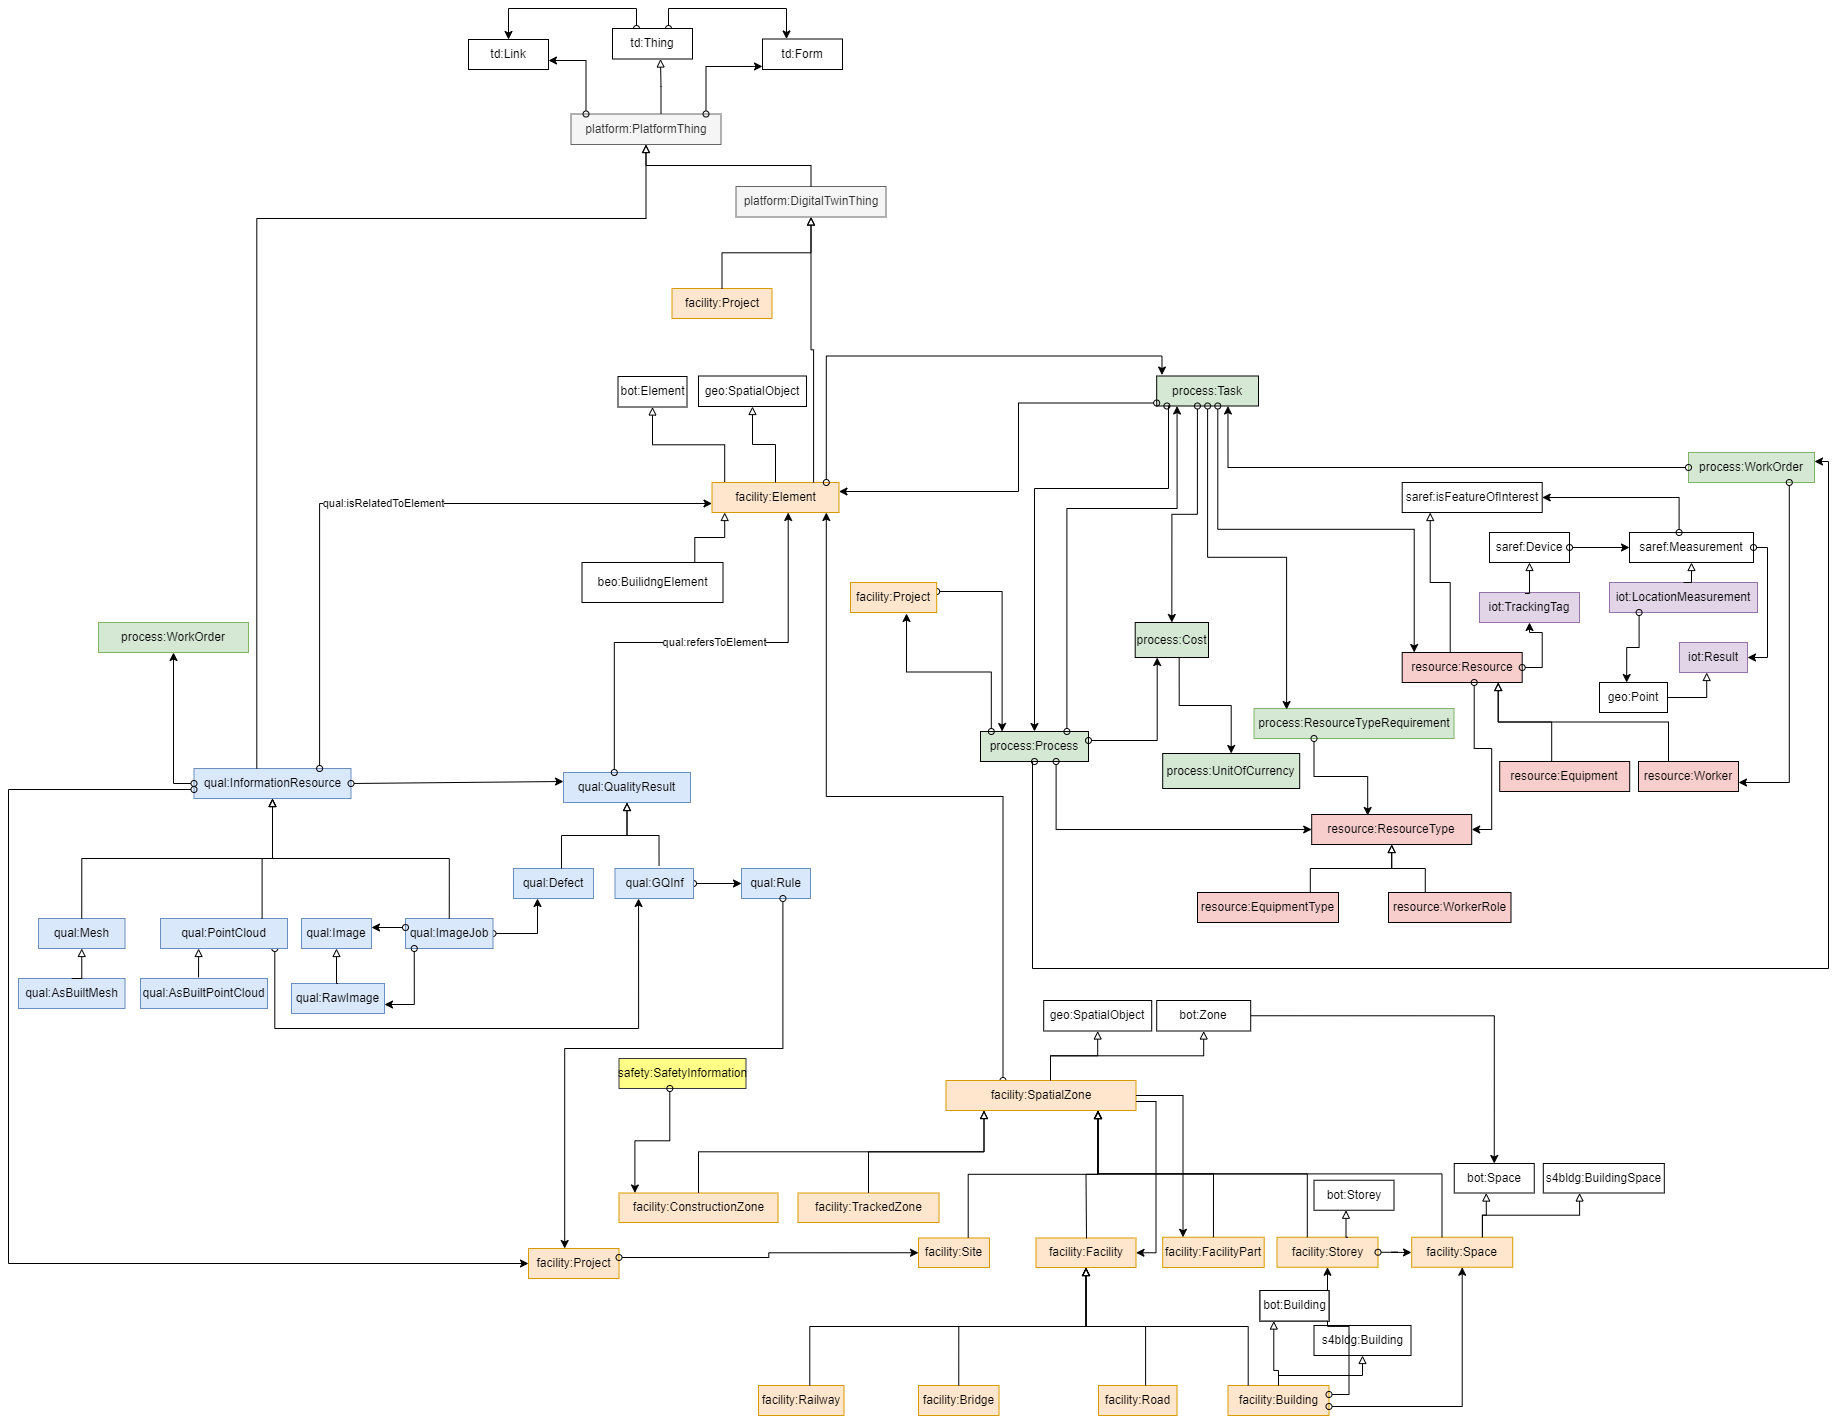 td:Link
td:Thing
td:Form
platform:PlatformThing
platform:DigitalTwinThing
facility:Project
bot:Element
geo:SpatialObject
process:Task
process:WorkOrder
facility:Element
qual:isRelatedToElement
saref:isFeatureOfInterest
saref:Device
saref:Measurement
beo:BuilidngElement
facility:Project
iot:TrackingTag
iot:LocationMeasurement
process:WorkOrder
qual:refersToElement
process:Cost
iot:Result
resource:Resource
geo:Point
process:ResourceTypeRequirement
process:Process
process:UnitOfCurrency
resource:Equipment
resource:Worker
qual:InformationResource
qual:QualityResult
resource:ResourceType
qual:Defect
qual:GQInf
qual:Rule
resource:EquipmentType
resource:WorkerRole
qual:Mesh
qual:PointCloud
qual:Image
qual:ImageJob
qual:AsBuiltMesh
qual:AsBuiltPointCloud
qual:RawImage
geo:SpatialObject
bot:Zone
safety:SafetyInformation
facility:SpatialZone
bot:Space
s4bldg:BuildingSpace
bot:Storey
facility:ConstructionZone
facility:TrackedZone
facility:Project
facility:Site
facility:Facility
facility:FacilityPart
facility:Storey
facility:Space
bot:Building
s4bldg:Building
facility:Railway
facility:Bridge
facility:Road
facility:Building